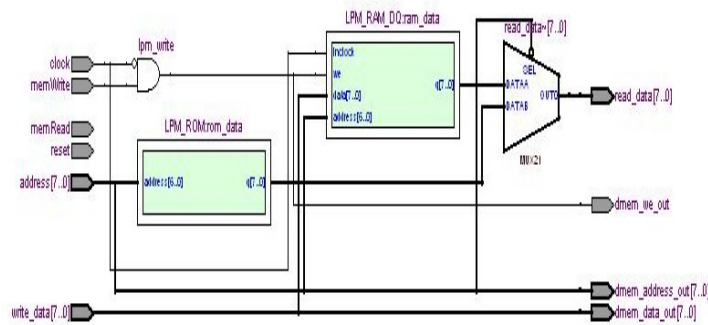 LPM_RAM_DQ:ram_data
read_data~[7..0]
lpm_write
clock
memWrite
inclock
we
data[7..0]
address[7..0]
q[7..0]
SEL
DATAA
DATAB
OUT0
MUX21
read_data[7..0]
memRead
reset
LPM_ROM:rom_data
address[7..0]
address[6..0]
q[7..0]
dmem_we_out
dmem_address_out[7..0]
write_data[7..0]
dmem_data_out[7..0]